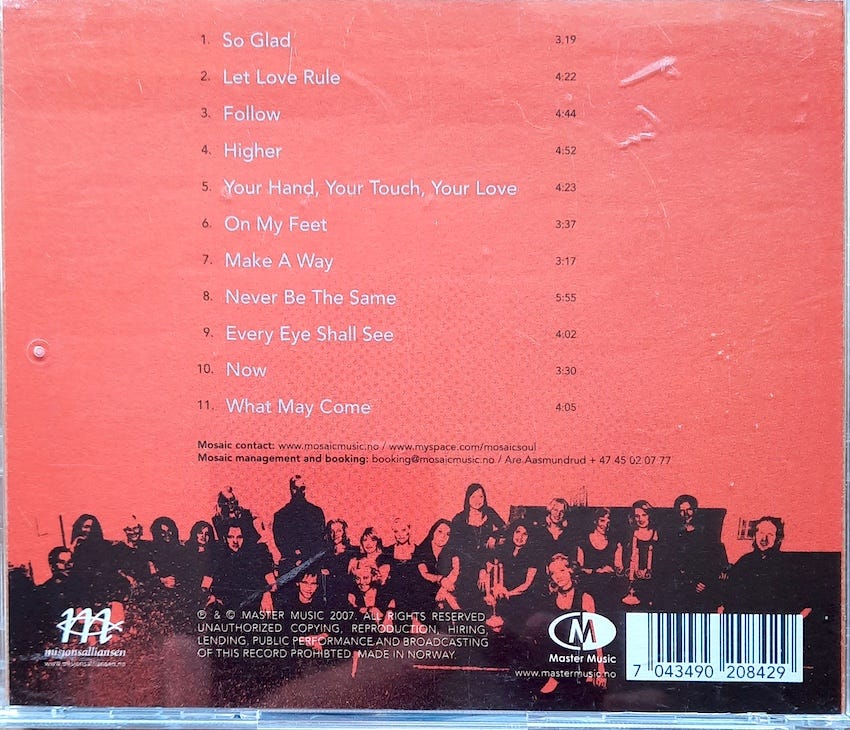 1. So Glad 3.19
2. Let Love Rule 4:22
3. Follow 4:44
4. Higher 4:52
5. Your Hand, Your Touch, Your Love 4:23
6. On My Feet 3:37
7. Make A Way 3:17
8. Never Be The Same 5:55
9. Every Eye Shall See 4:02
10. Now 3:30
11. What May Come 4:05
Mosaic contact: www.mosaicmusic.no / www.myspace.com/mosaicsoul
Mosaic management and booking: booking@mosaicmusic.no / Are Aasmundrud + 47 45 02 07 77
m
misjonsalliansen
www.misjonsalliansen.no
℗ & © MASTER MUSIC 2007. ALL RIGHTS RESERVED.
UNAUTHORIZED COPYING, REPRODUCTION, HIRING,
LENDING, PUBLIC PERFORMANCE,AND BROADCASTING
OF THIS RECORD PROHIBTED. MADE IN NORWAY.
M
Master Music
www.mastermusic.no
7 043490 208429